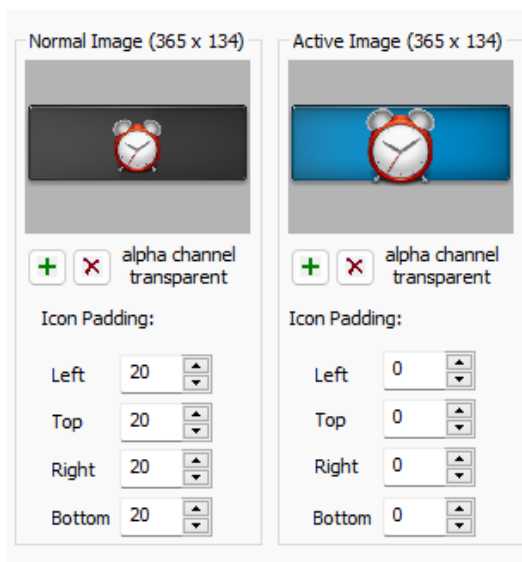 Normal Image (365 x 134)
Active Image (365 x 134)
alpha channel
transparent
alpha channel
transparent
Icon Padding:
Icon Padding:
Left 20
Left 0
Top 20
Top 0
Right 20
Right 0
Bottom 20
Bottom 0